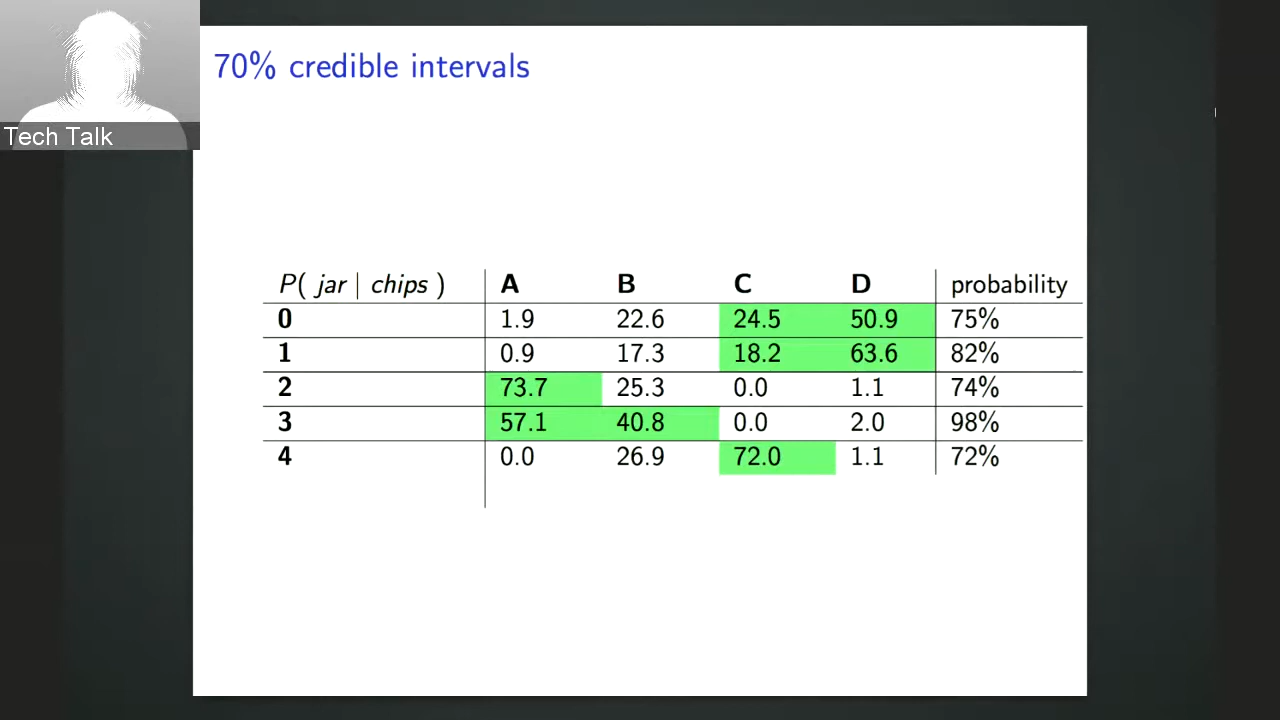 70% credible intervals
Tech Talk
P( jar | chips ) A B C D probability
0 1.9 22.6 24.5 50.9 75%
1 0.9 17.3 18.2 63.6 82%
2 73.7 25.3 0.0 1.1 74%
3 57.1 40.8 0.0 2.0 98%
4 0.0 26.9 72.0 1.1 72%